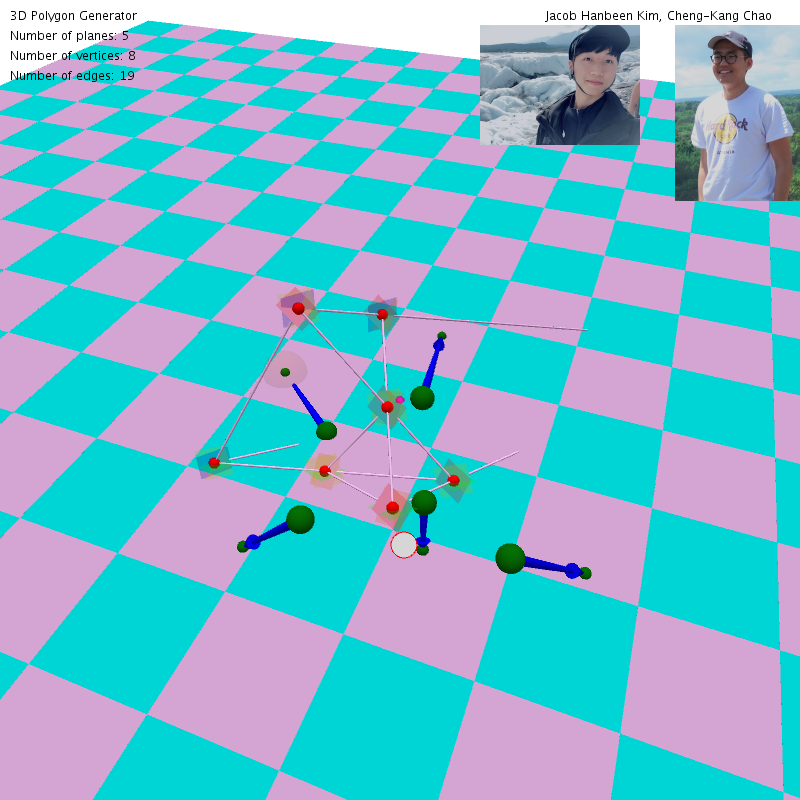 3D Polygon Generator
Jacob Hanbeen Kim, Cheng-Kang Chao
Number of planes: 5
Number of vertices: 8
Number of edges: 19